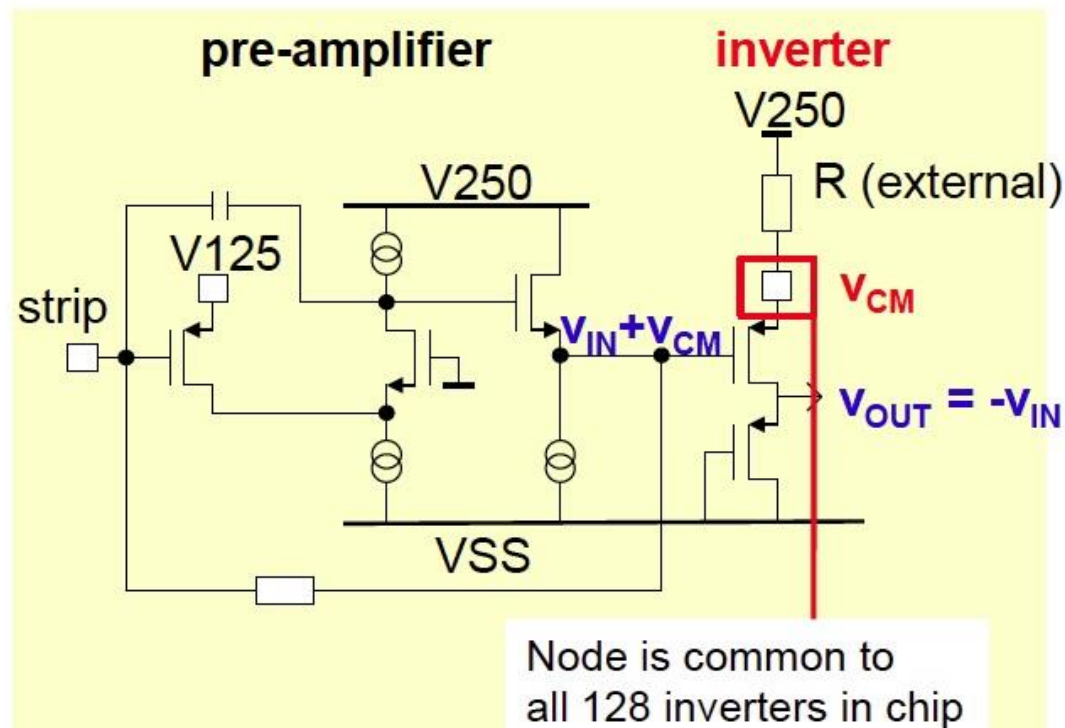 pre-amplifier
inverter
V250
R (external)
V250
V125
strip
vCM
vIN+vCM
vOUT = -vIN
VSS
Node is common to
all 128 inverters in chip